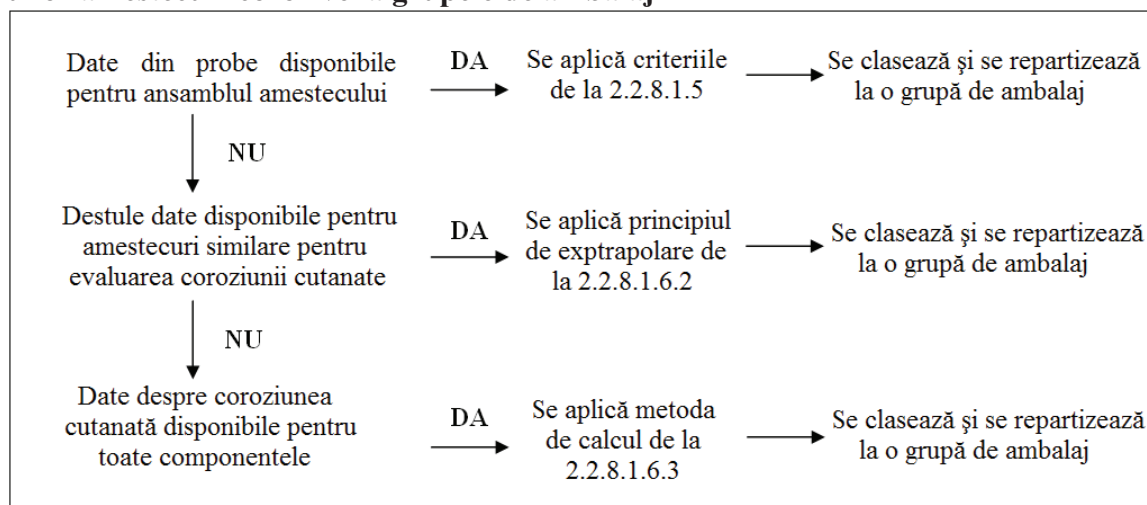 Date din probe disponibile
pentru ansamblul amestecului
DA
Se aplică criteriile
de la 2.2.8.1.5
Se clasează şi se repartizează
la o grupă de ambalaj
NU
Destule date disponibile pentru
amestecuri similare pentru
evaluarea coroziunii cutanate
DA
Se aplică principiul
de exptrapolare de
la 2.2.8.1.6.2
Se clasează şi se repartizează
la o grupă de ambalaj
NU
Date despre coroziunea
cutanată disponibile pentru
toate componentele
DA
Se aplică metoda
de calcul de la
2.2.8.1.6.3
Se clasează şi se repartizează
la o grupă de ambalaj